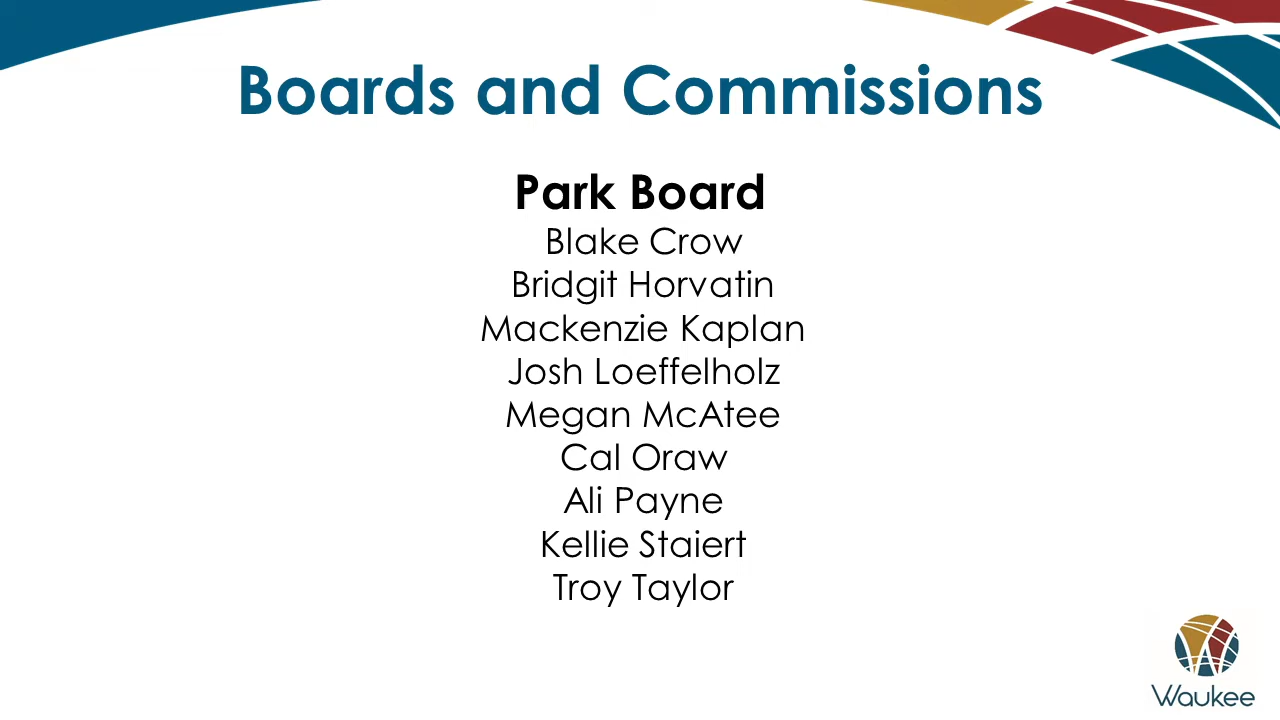 Boards and Commissions
Park Board
Blake Crow
Bridgit Horvatin
Mackenzie Kaplan
Josh Loeffelholz
Megan McAtee
Cal Oraw
Ali Payne
Kellie Staiert
Troy Taylor
Waukee